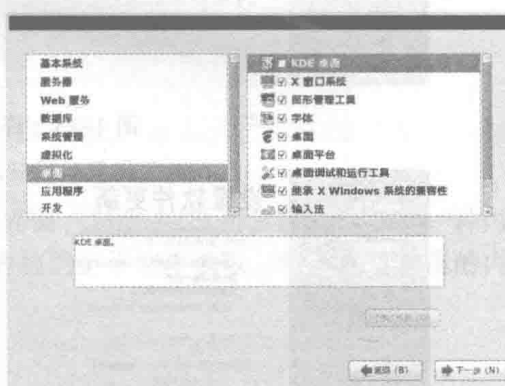 基本系统
服务器
Web 服务
数据库
系统管理
虚拟化
桌面
应用程序
开发
KDE 桌面
X 窗口系统
图形管理工具
字体
桌面
桌面平台
桌面调试和运行工具
继承 X Windows 系统的兼容性
输入法
KDE 桌面。
返回 (B)
下一步 (N)